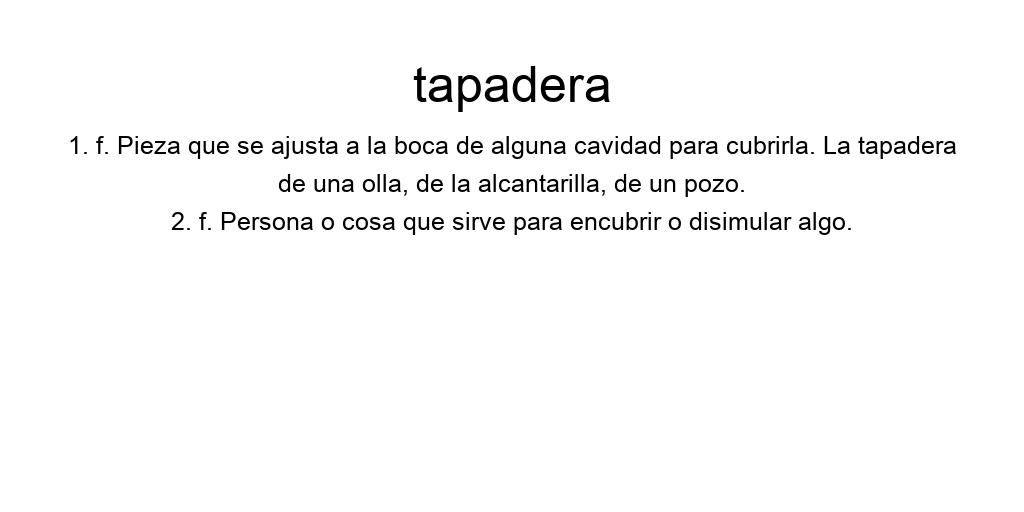 tapadera
1. f. Pieza que se ajusta a la boca de alguna cavidad para cubrirla. La tapadera
de una olla, de la alcantarilla, de un pozo.
2. f. Persona o cosa que sirve para encubrir o disimular algo.